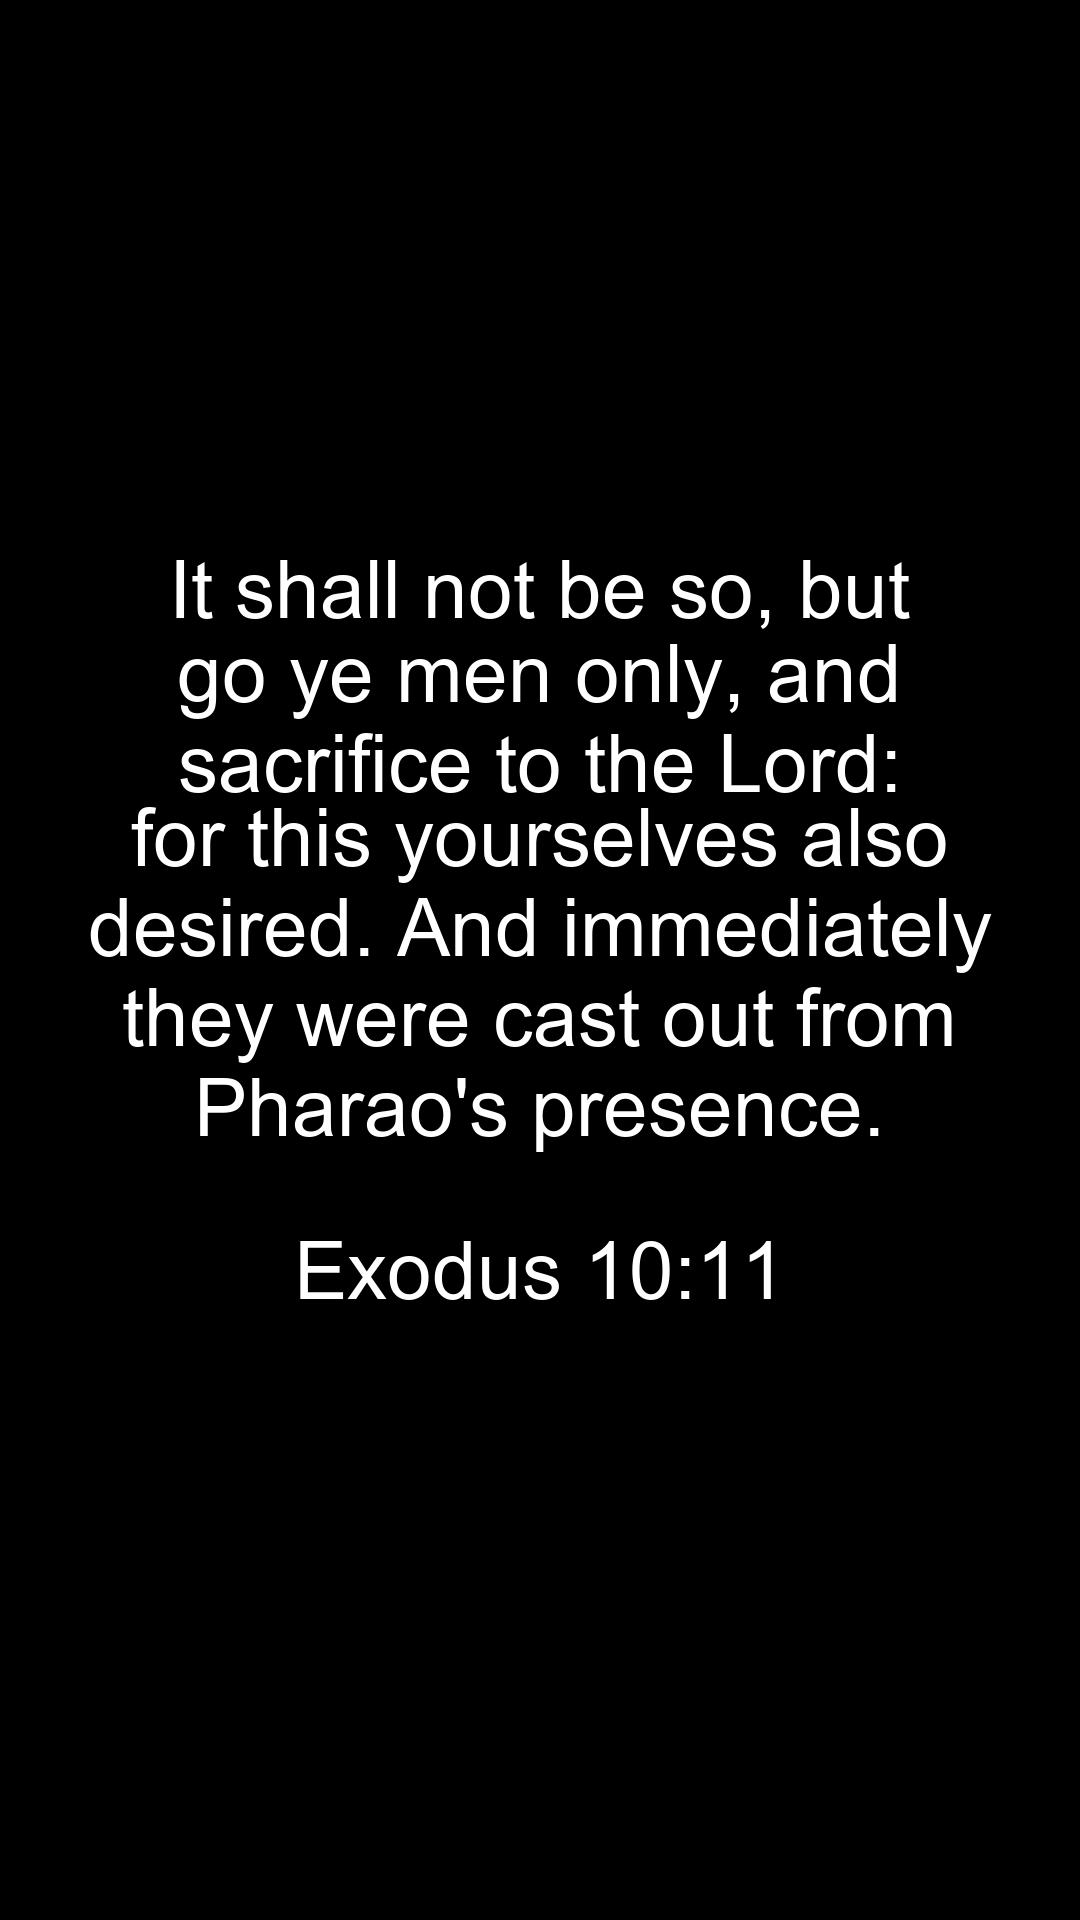 It shall not be so, but
go ye men only, and
sacrifice to the Lord:
for this yourselves also
desired. And immediately
they were cast out from
Pharao's presence.
Exodus 10:11